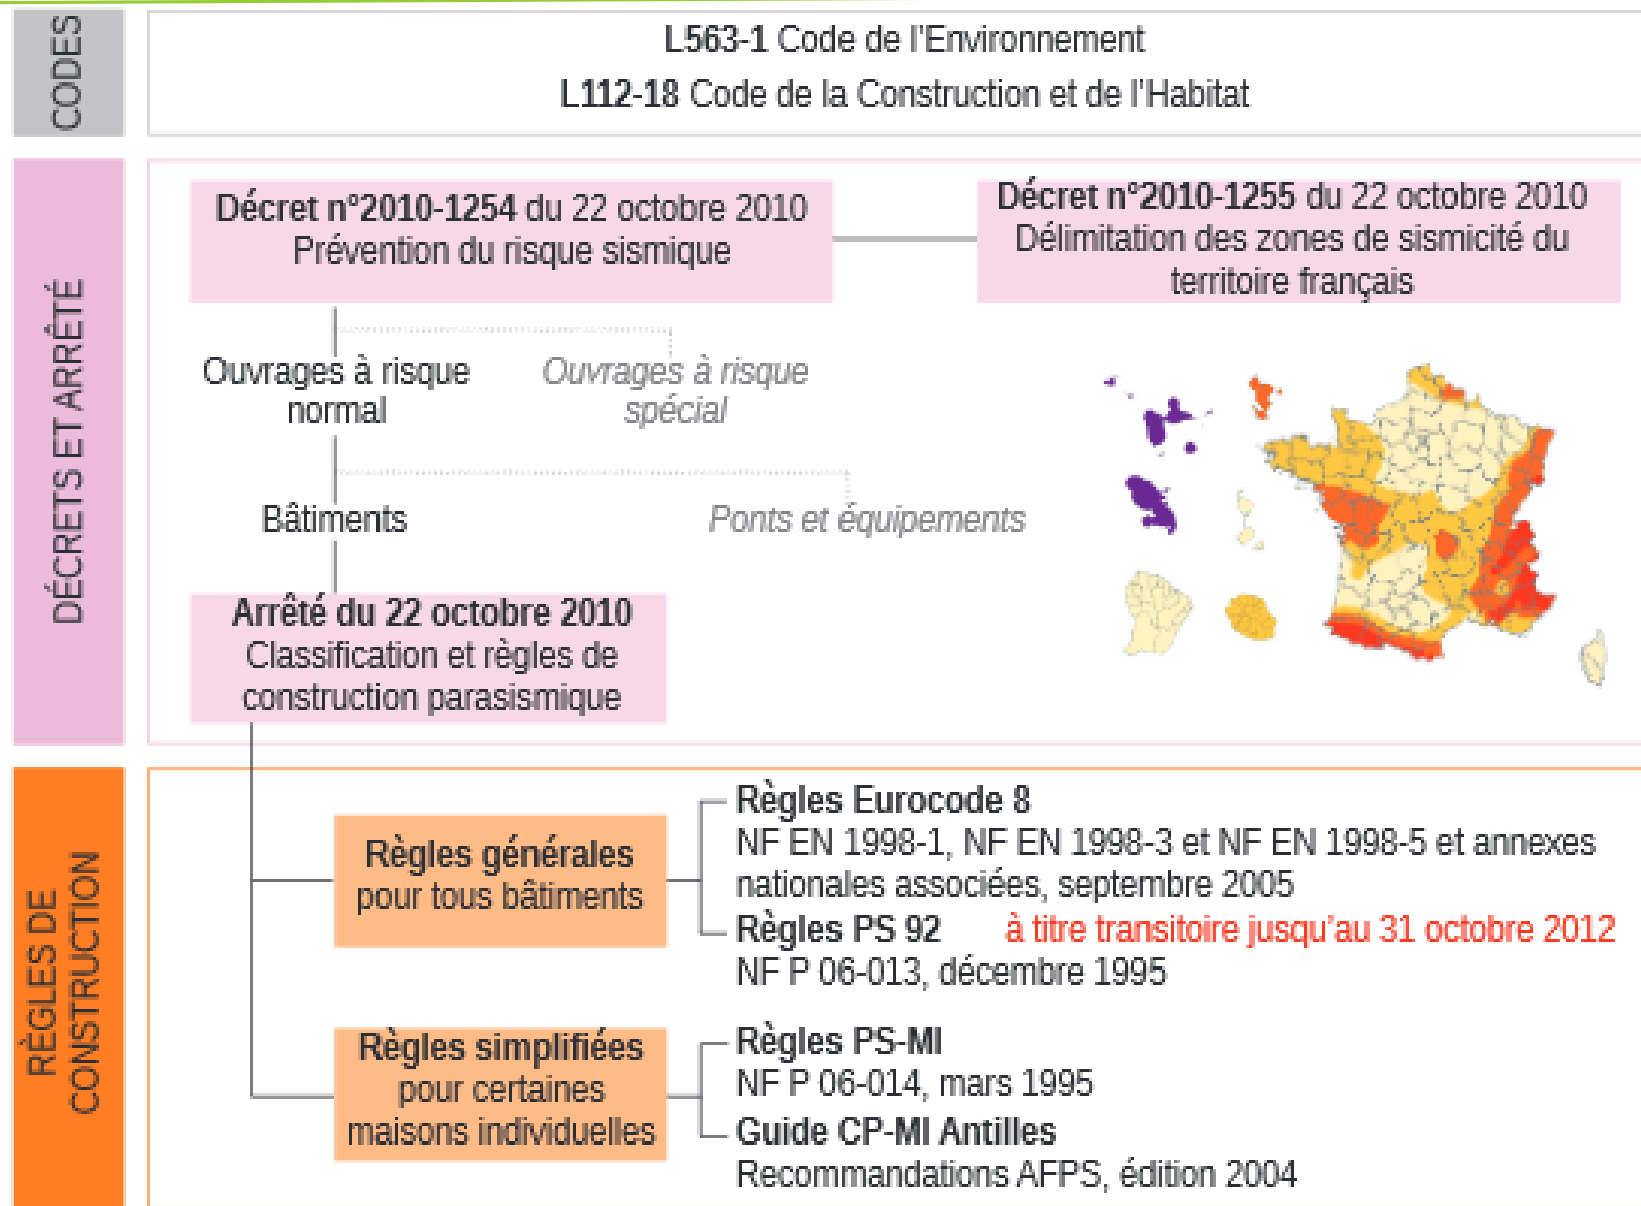 CODES
L563-1 Code de l'Environnement
L112-18 Code de la Construction et de l'Habitat
DÉCRETS ET ARRÊTÉ
Décret n°2010-1254 du 22 octobre 2010
Prévention du risque sismique
Décret n°2010-1255 du 22 octobre 2010
Délimitation des zones de sismicité du
territoire français
Ouvrages à risque
normal
Ouvrages à risque
spécial
Bâtiments
Ponts et équipements
Arrêté du 22 octobre 2010
Classification et règles de
construction parasismique
RÈGLES DE
CONSTRUCTION
Règles générales
pour tous bâtiments
Règles Eurocode 8
NF EN 1998-1, NF EN 1998-3 et NF EN 1998-5 et annexes
nationales associées, septembre 2005
Règles PS 92 à titre transitoire jusqu'au 31 octobre 2012
NF P 06-013, décembre 1995
Règles simplifiées
pour certaines
maisons individuelles
Règles PS-MI
NF P 06-014, mars 1995
Guide CP-MI Antilles
Recommandations AFPS, édition 2004